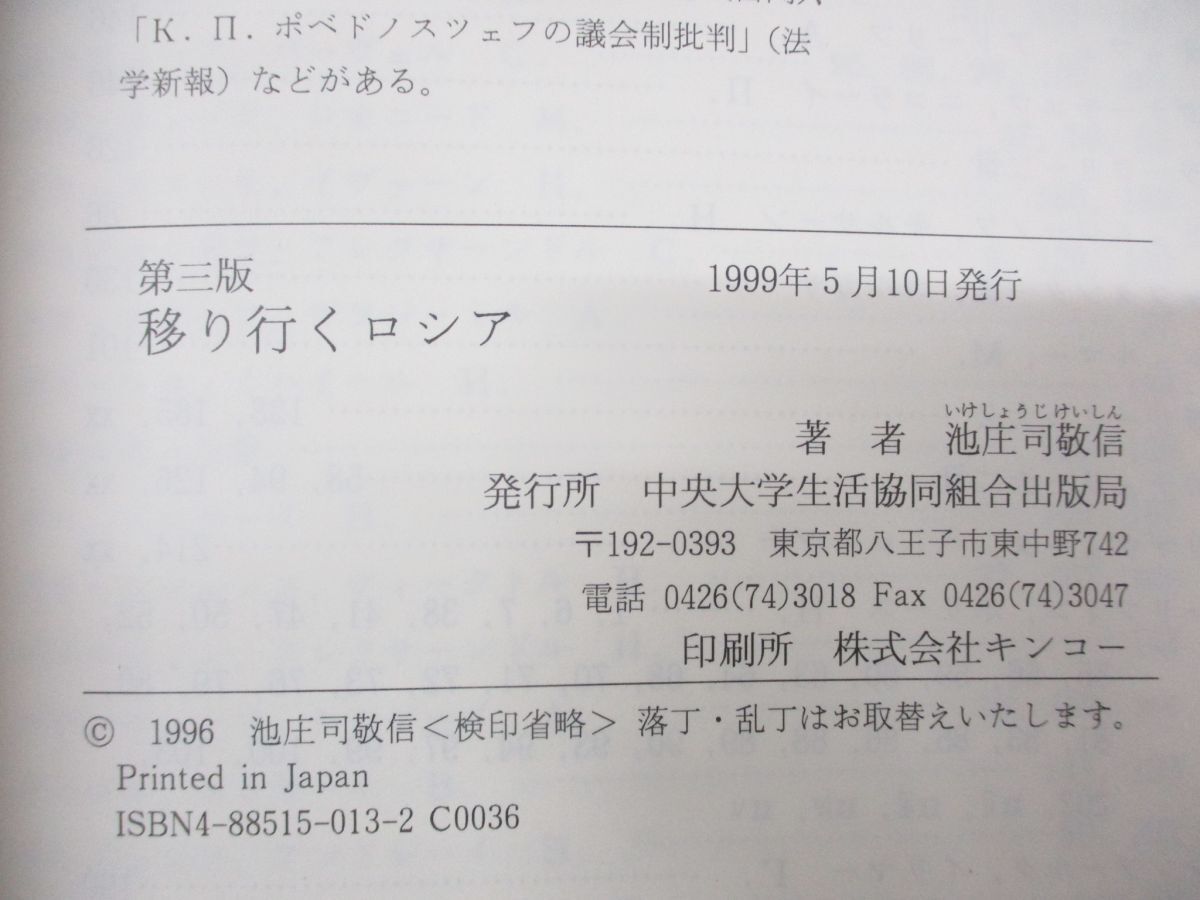 「К. П. ポベドノスツェフの議会制批判」(法
学新報) などがある。
第三版
1999年5月10日発行
移り行くロシア
いけしょうじけいしん
著 者 池庄司敬信
発行所 中央大学生活協同組合出版局
〒192-0393 東京都八王子市東中野742
電話 0426(74)3018 Fax 0426(74)3047
印刷所 株式会社キンコー
© 1996 池庄司敬信<検印省略> 落丁・乱丁はお取替えいたします。
Printed in Japan
ISBN4-88515-013-2 C0036